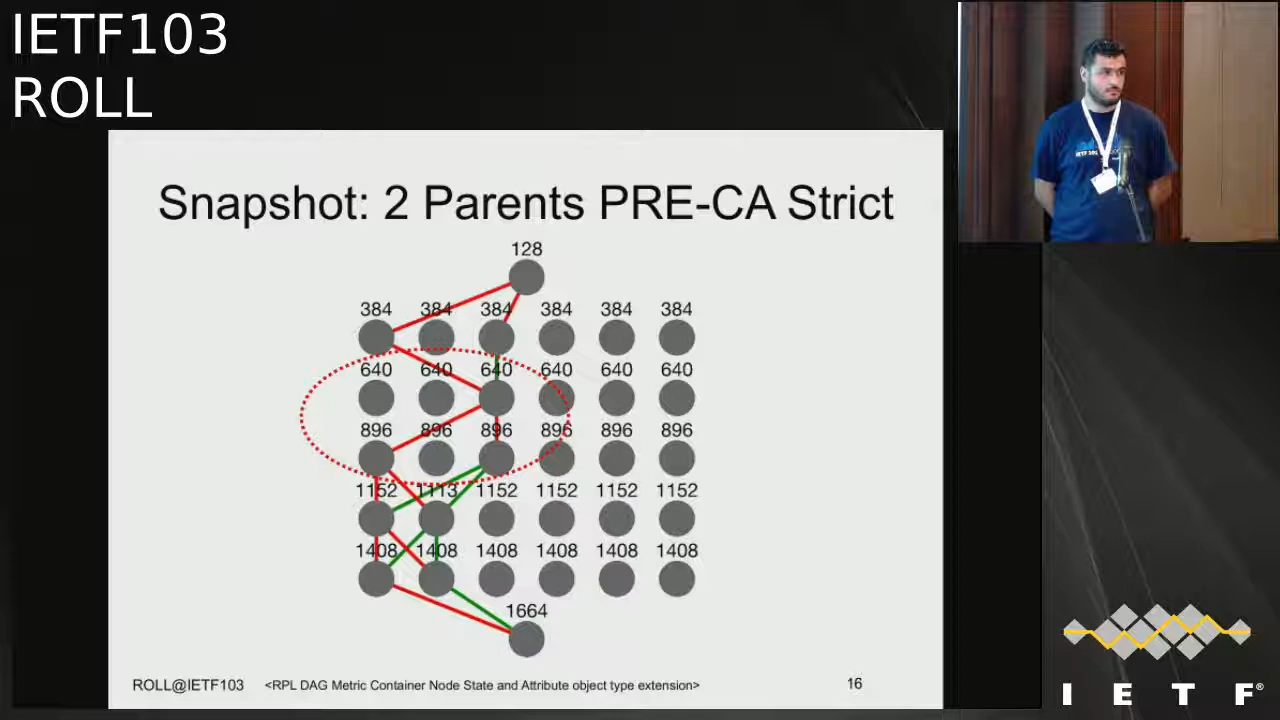 IETF103
ROLL
Snapshot: 2 Parents PRE-CA Strict
128
384 384 384 384 384 384
640 640 640 640 640 640
896 896 896 896 896 896
1152 1113 1152 1152 1152 1152
1408 1408 1408 1408 1408 1408
1664
ROLL@IETF103 <RPL DAG Metric Container Node State and Attribute object type extension> 16
I E T F®